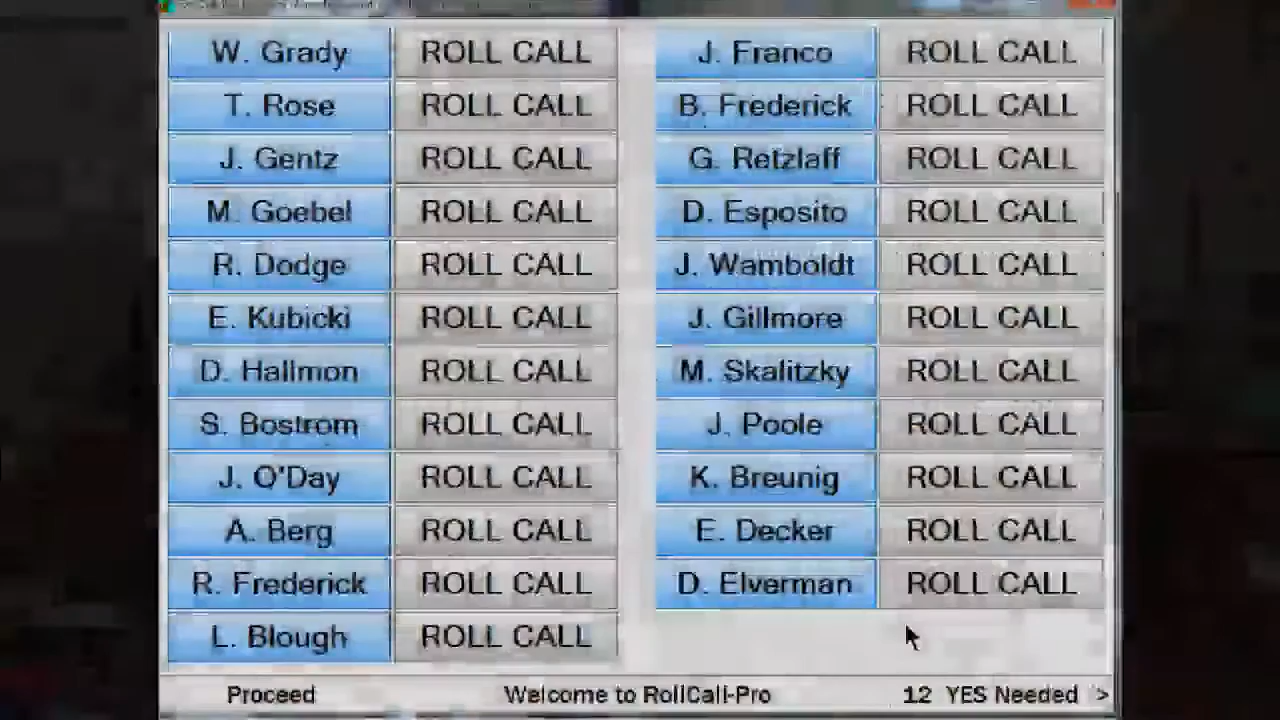 W. Grady ROLL CALL J. Franco ROLL CALL
T. Rose ROLL CALL B. Frederick ROLL CALL
J. Gentz ROLL CALL G. Retzlaff ROLL CALL
M. Goebel ROLL CALL D. Esposito ROLL CALL
R. Dodge ROLL CALL J. Wamboldt ROLL CALL
E. Kubicki ROLL CALL J. Gillmore ROLL CALL
D. Hallmon ROLL CALL M. Skalitzky ROLL CALL
S. Bostrom ROLL CALL J. Poole ROLL CALL
J. O'Day ROLL CALL K. Breunig ROLL CALL
A. Berg ROLL CALL E. Decker ROLL CALL
R. Frederick ROLL CALL D. Elverman ROLL CALL
L. Blough ROLL CALL
Proceed Welcome to RollCall-Pro 12 YES Needed >